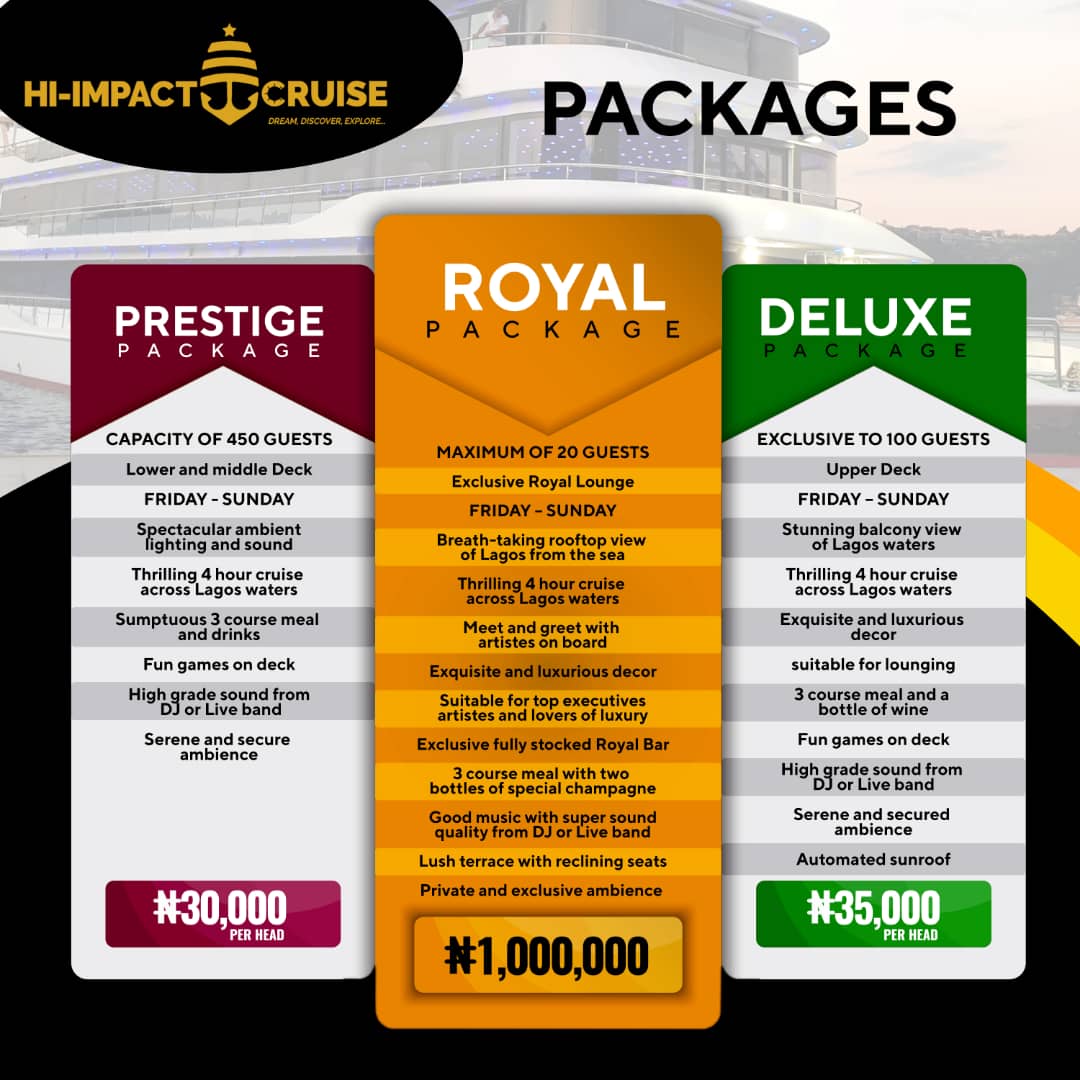 HI-IMPACT CRUISE
DREAM, DISCOVER, EXPLORE...
PACKAGES
PRESTIGE
PACKAGE
CAPACITY OF 450 GUESTS
Lower and middle Deck
FRIDAY - SUNDAY
Spectacular ambient
lighting and sound
Thrilling 4 hour cruise
across Lagos waters
Sumptuous 3 course meal
and drinks
Fun games on deck
High grade sound from
DJ or Live band
Serene and secure
ambience
₦30,000
PER HEAD
ROYAL
PACKAGE
MAXIMUM OF 20 GUESTS
Exclusive Royal Lounge
FRIDAY – SUNDAY
Breath-taking rooftop view
of Lagos from the sea
Thrilling 4 hour cruise
across Lagos waters
Meet and greet with
artistes on board
Exquisite and luxurious decor
Suitable for top executives
artistes and lovers of luxury
Exclusive fully stocked Royal Bar
3 course meal with two
bottles of special champagne
Good music with super sound
quality from DJ or Live band
Lush terrace with reclining seats
Private and exclusive ambience
₦1,000,000
DELUXE
PACKAGE
EXCLUSIVE TO 100 GUESTS
Upper Deck
FRIDAY – SUNDAY
Stunning balcony view
of Lagos waters
Thrilling 4 hour cruise
across Lagos waters
Exquisite and luxurious
decor
suitable for lounging
3 course meal and a
bottle of wine
Fun games on deck
High grade sound from
DJ or Live band
Serene and secured
ambience
Automated sunroof
₦35,000
PER HEAD